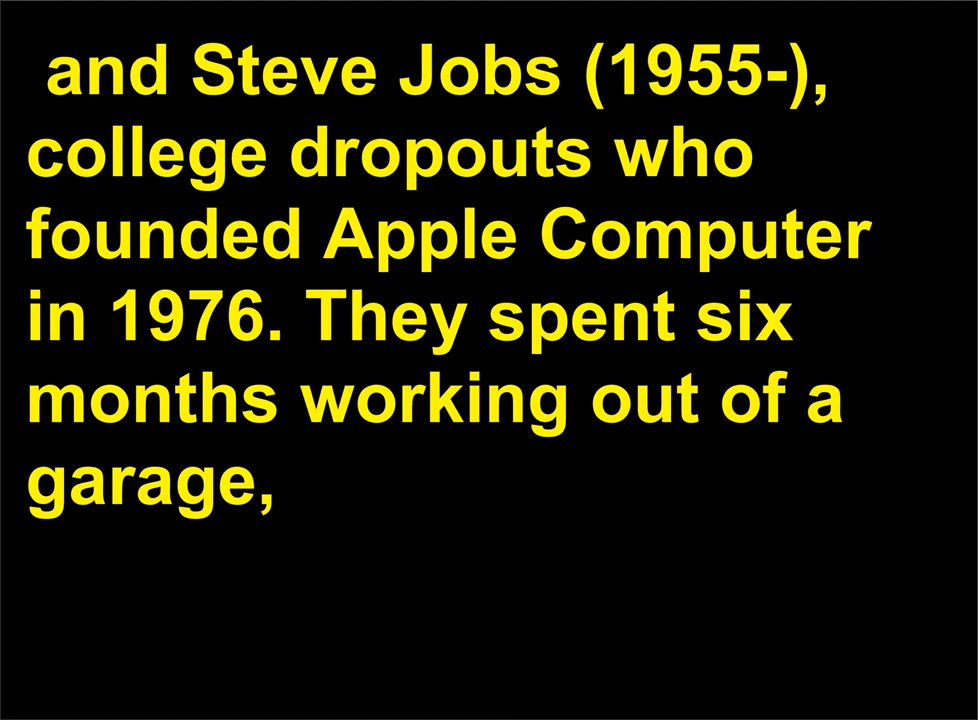 and Steve Jobs (1955-),
college dropouts who
founded Apple Computer
in 1976. They spent six
months working out of a
garage,